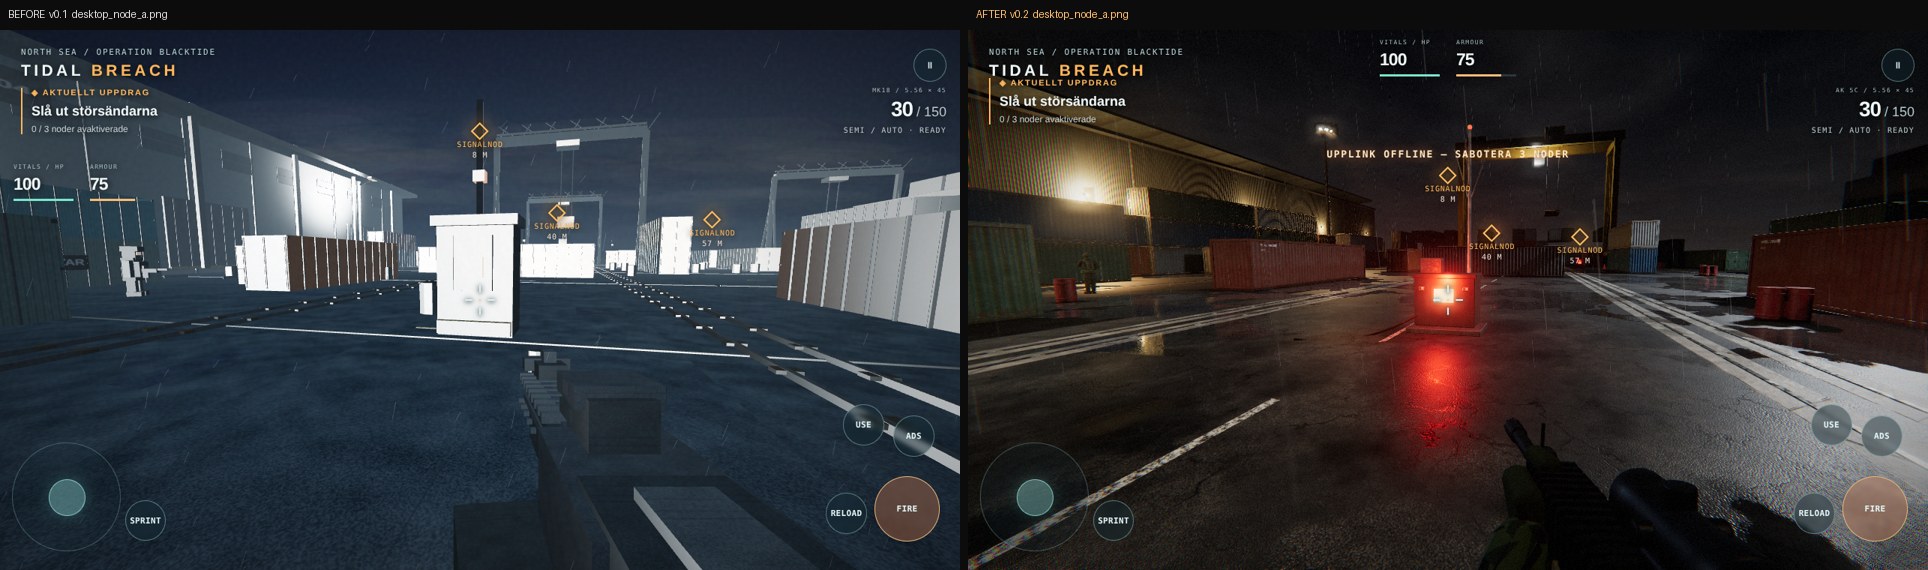 BEFORE v0.1 desktop_node_a.png
NORTH SEA / OPERATION BLACKTIDE
TIDAL BREACH
◆ AKTUELLT UPPDRAG
Slå ut störsändarna
0 / 3 noder avaktiverade
VITALS / HP
ARMOUR
100
75
II
MK18 / 5.56 × 45
30 / 150
SEMI / AUTO · READY
SIGNALNOD
8 M
SIGNALNOD
40 M
SIGNALNOD
57 M
USE
ADS
SPRINT
RELOAD
FIRE
AFTER v0.2 desktop_node_a.png
NORTH SEA / OPERATION BLACKTIDE
TIDAL BREACH
◆ AKTUELLT UPPDRAG
Slå ut störsändarna
0 / 3 noder avaktiverade
VITALS / HP
ARMOUR
100
75
II
AK 5C / 5.56 × 45
30 / 150
SEMI / AUTO · READY
UPPLINK OFFLINE — SABOTERA 3 NODER
SIGNALNOD
8 M
SIGNALNOD
40 M
SIGNALNOD
57 M
USE
ADS
SPRINT
RELOAD
FIRE